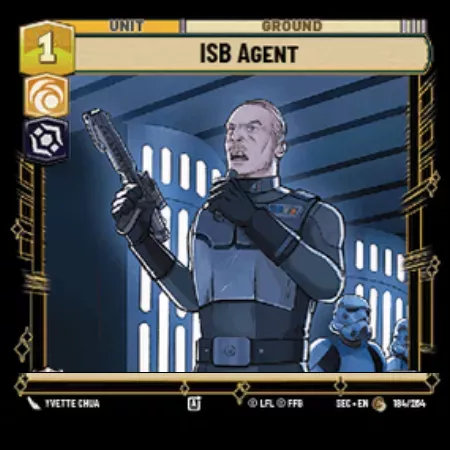 UNIT GROUND
1 ISB AGENT
YVETTE CHUA A Ⓒ LFL Ⓟ FFG SEC • EN 184/264